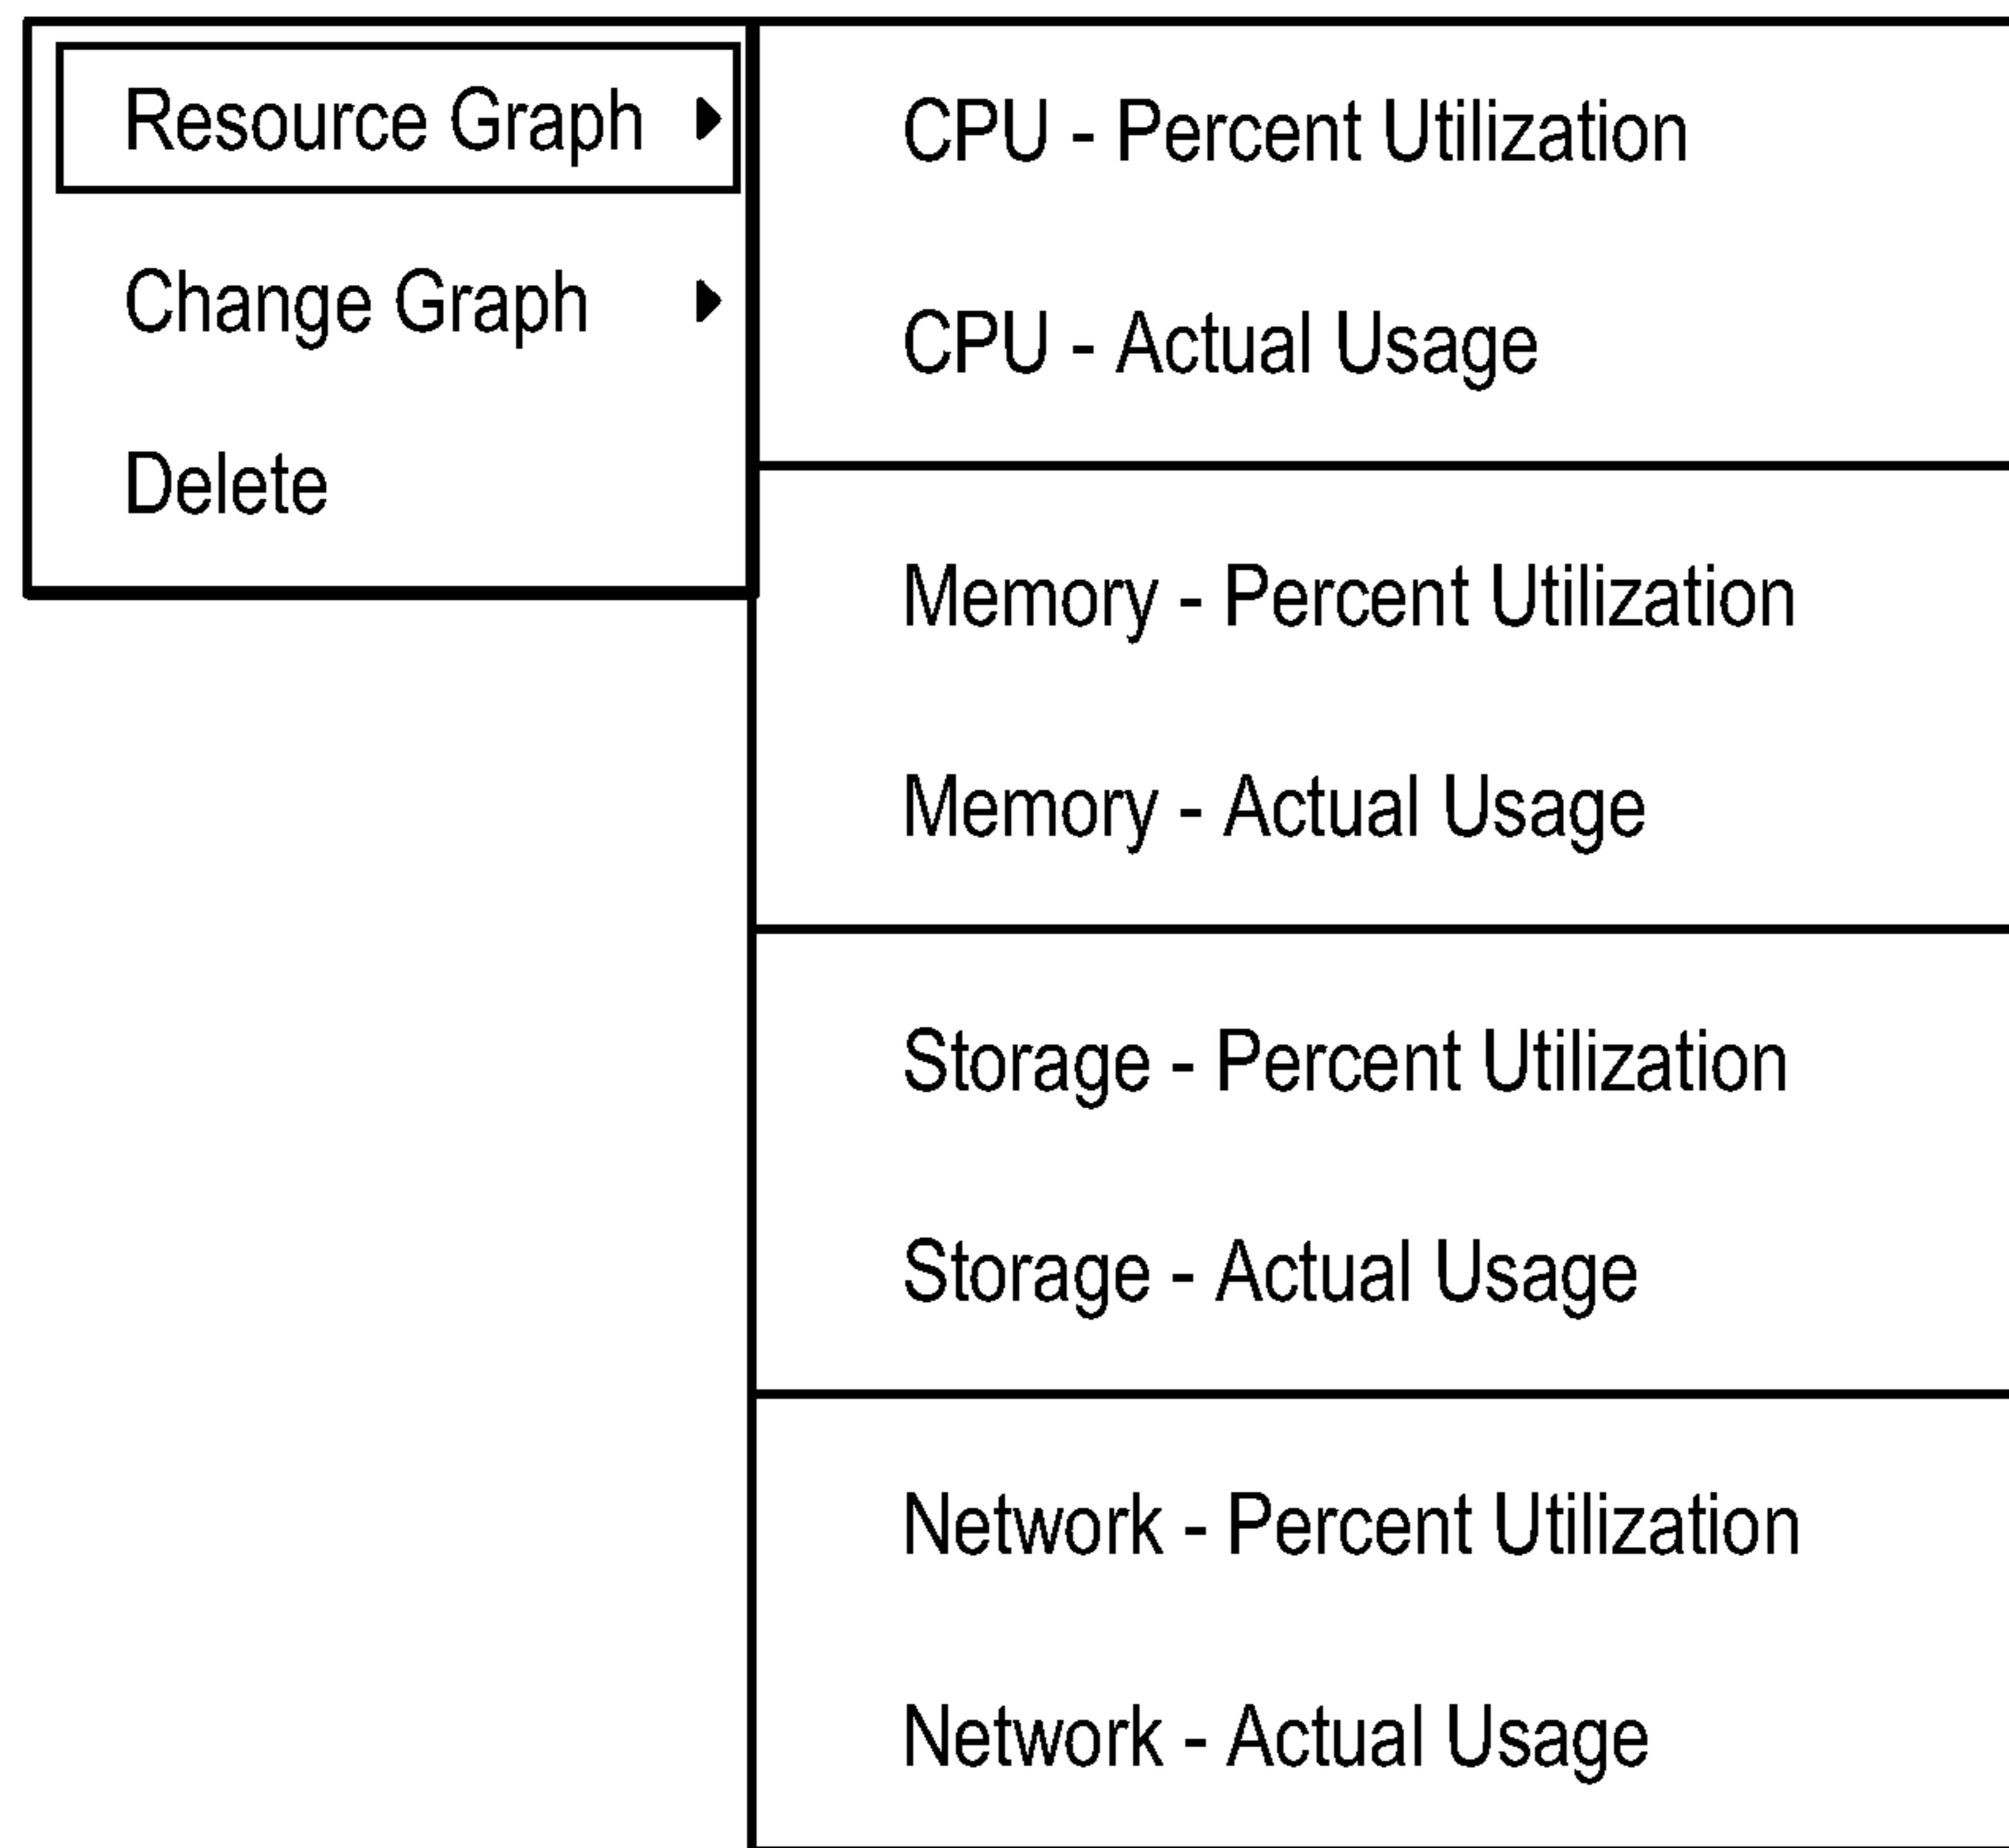 Resource Graph
Change Graph
Delete
CPU - Percent Utilization
CPU - Actual Usage
Memory - Percent Utilization
Memory - Actual Usage
Storage - Percent Utilization
Storage - Actual Usage
Network - Percent Utilization
Network - Actual Usage